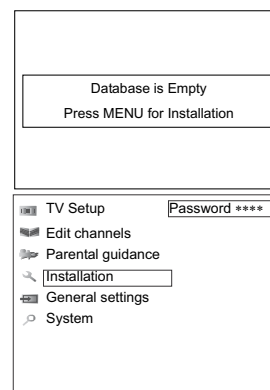 Database is Empty
Press MENU for Installation
TV Setup
Password ****
Edit channels
Parental guidance
Installation
General settings
System